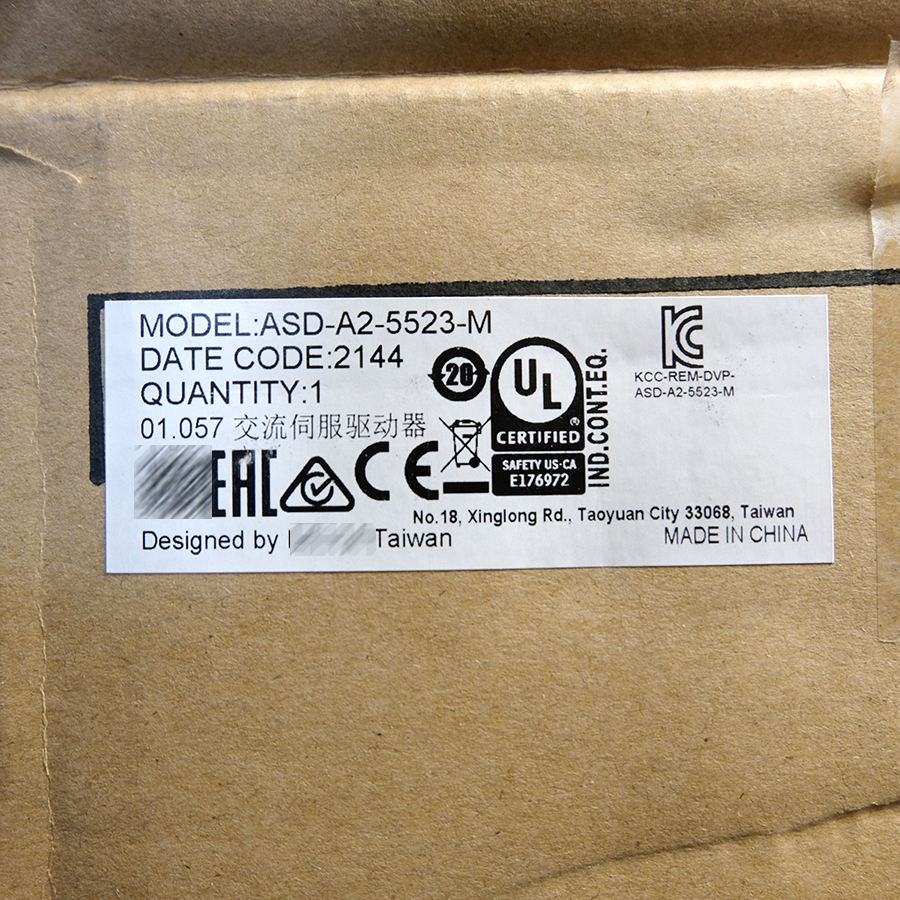 MODEL:ASD-A2-5523-M
DATE CODE:2144
QUANTITY:1
01.057 交流伺服驱动器
20
UL
®
CERTIFIED
SAFETY US·CA
E176972
IND.CONT.EQ.
KC
KCC-REM-DVP-
ASD-A2-5523-M
EAC
CE
No.18, Xinglong Rd., Taoyuan City 33068, Taiwan
Designed by Taiwan
MADE IN CHINA